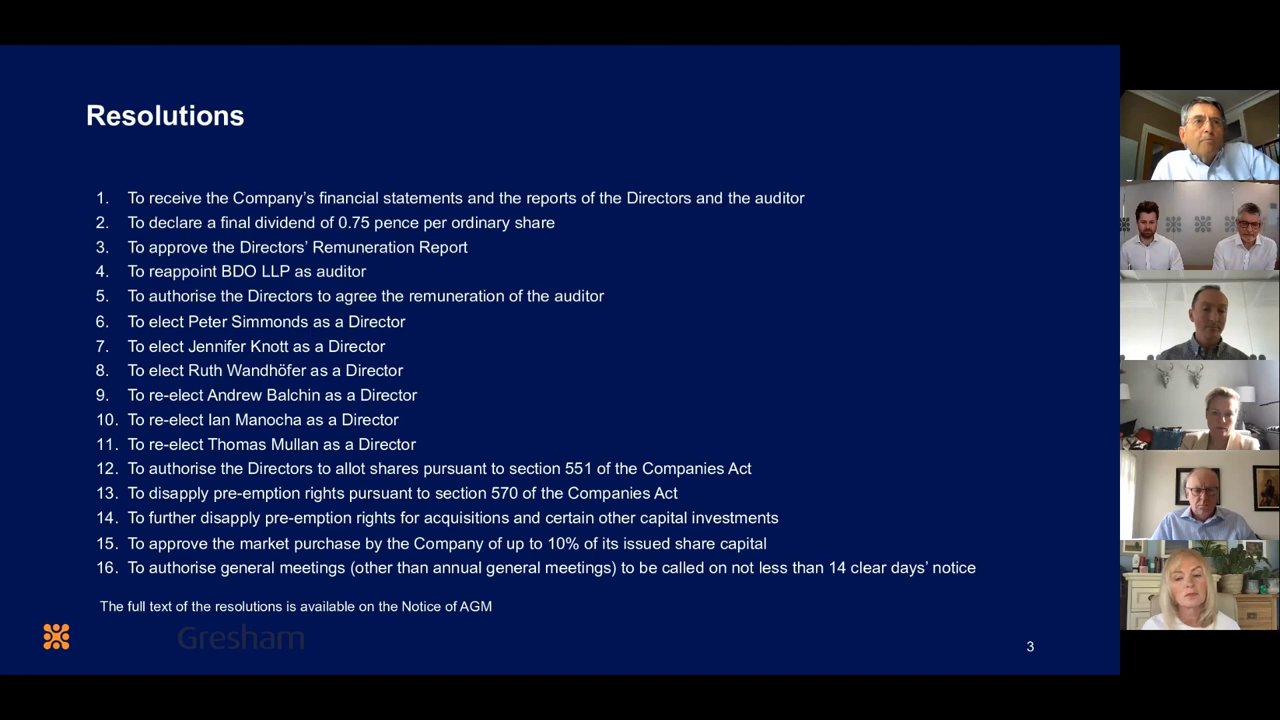 Resolutions
1. To receive the Company’s financial statements and the reports of the Directors and the auditor
2. To declare a final dividend of 0.75 pence per ordinary share
3. To approve the Directors’ Remuneration Report
4. To reappoint BDO LLP as auditor
5. To authorise the Directors to agree the remuneration of the auditor
6. To elect Peter Simmonds as a Director
7. To elect Jennifer Knott as a Director
8. To elect Ruth Wandhöfer as a Director
9. To re-elect Andrew Balchin as a Director
10. To re-elect Ian Manocha as a Director
11. To re-elect Thomas Mullan as a Director
12. To authorise the Directors to allot shares pursuant to section 551 of the Companies Act
13. To disapply pre-emption rights pursuant to section 570 of the Companies Act
14. To further disapply pre-emption rights for acquisitions and certain other capital investments
15. To approve the market purchase by the Company of up to 10% of its issued share capital
16. To authorise general meetings (other than annual general meetings) to be called on not less than 14 clear days’ notice
The full text of the resolutions is available on the Notice of AGM
Gresham
3